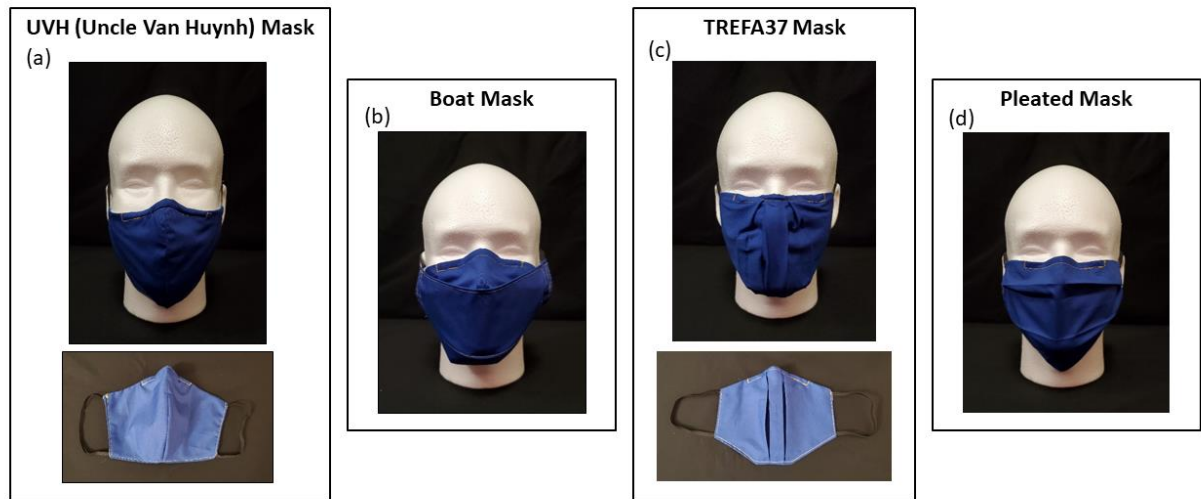 UVH (Uncle Van Huynh) Mask
(a)
Boat Mask
(b)
TREFA37 Mask
(c)
Pleated Mask
(d)